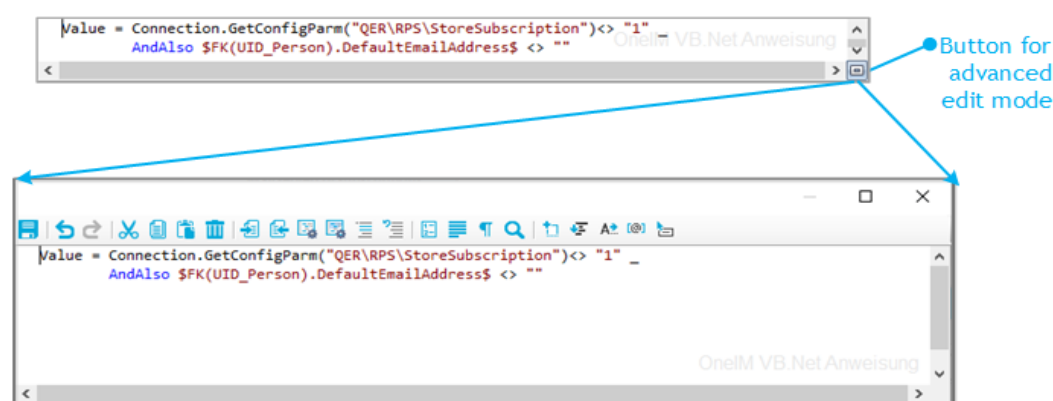 Value = Connection.GetConfigParm("QER\RPS\StoreSubscription")<> "1" _
AndAlso $FK(UID_Person).DefaultEmailAddress$ <> ""
OneIM VB.Net Anweisung
Button for
advanced
edit mode
Value = Connection.GetConfigParm("QER\RPS\StoreSubscription")<> "1" _
AndAlso $FK(UID_Person).DefaultEmailAddress$ <> ""
OneIM VB.Net Anweisung